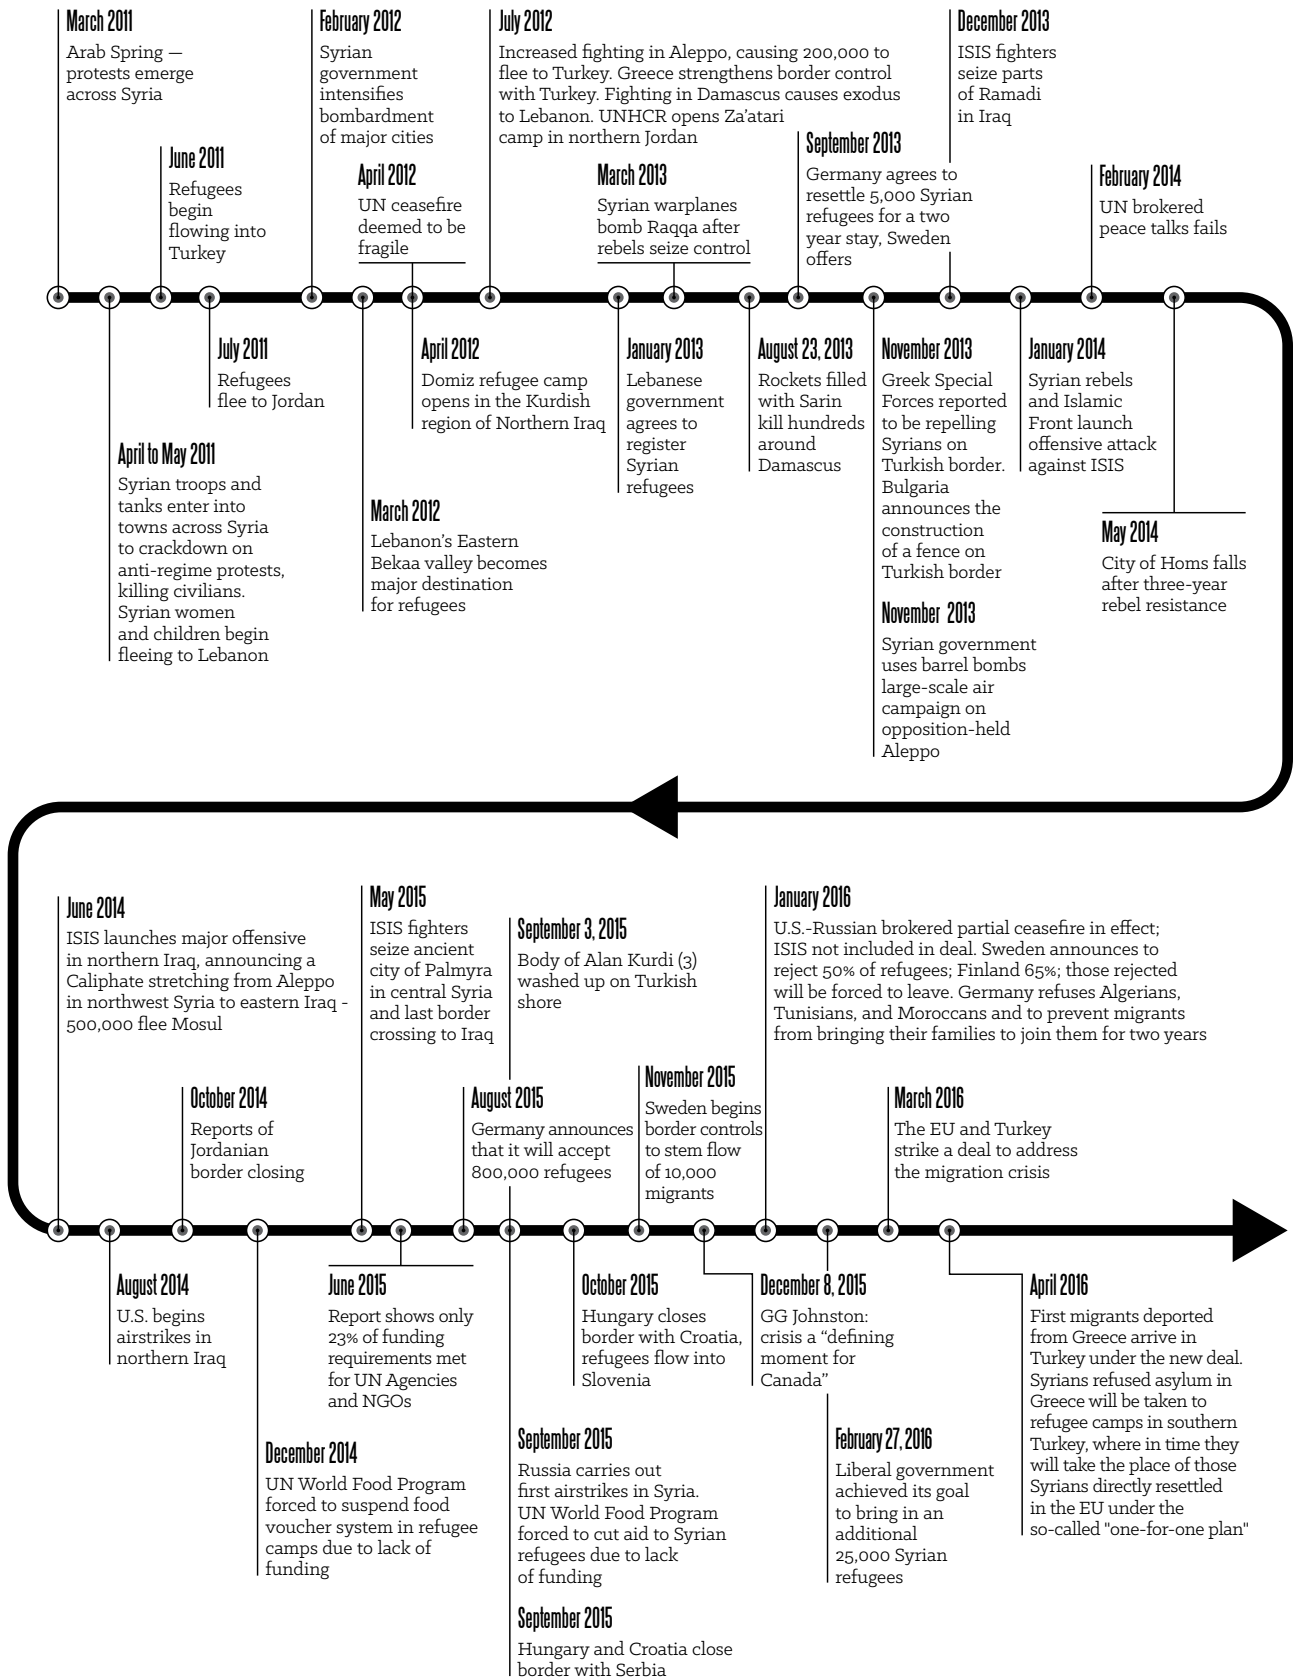 March 2011
Arab Spring —
protests emerge
across Syria
April to May 2011
Syrian troops and
tanks enter into
towns across Syria
to crackdown on
anti-regime protests,
killing civilians.
Syrian women
and children begin
fleeing to Lebanon
June 2011
Refugees
begin
flowing into
Turkey
July 2011
Refugees
flee to Jordan
February 2012
Syrian
government
intensifies
bombardment
of major cities
March 2012
Lebanon's Eastern
Bekaa valley becomes
major destination
for refugees
April 2012
UN ceasefire
deemed to be
fragile
April 2012
Domiz refugee camp
opens in the Kurdish
region of Northern Iraq
July 2012
Increased fighting in Aleppo, causing 200,000 to
flee to Turkey. Greece strengthens border control
with Turkey. Fighting in Damascus causes exodus
to Lebanon. UNHCR opens Za'atari
camp in northern Jordan
January 2013
Lebanese
government
agrees to
register
Syrian
refugees
March 2013
Syrian warplanes
bomb Raqqa after
rebels seize control
August 23, 2013
Rockets filled
with Sarin
kill hundreds
around
Damascus
September 2013
Germany agrees to
resettle 5,000 Syrian
refugees for a two
year stay, Sweden
offers
November 2013
Greek Special
Forces reported
to be repelling
Syrians on
Turkish border.
Bulgaria
announces the
construction
of a fence on
Turkish border
November 2013
Syrian government
uses barrel bombs
large-scale air
campaign on
opposition-held
Aleppo
December 2013
ISIS fighters
seize parts
of Ramadi
in Iraq
January 2014
Syrian rebels
and Islamic
Front launch
offensive attack
against ISIS
February 2014
UN brokered
peace talks fails
May 2014
City of Homs falls
after three-year
rebel resistance
June 2014
ISIS launches major offensive
in northern Iraq, announcing a
Caliphate stretching from Aleppo
in northwest Syria to eastern Iraq -
500,000 flee Mosul
August 2014
U.S. begins
airstrikes in
northern Iraq
October 2014
Reports of
Jordanian
border closing
December 2014
UN World Food Program
forced to suspend food
voucher system in refugee
camps due to lack of
funding
May 2015
ISIS fighters
seize ancient
city of Palmyra
in central Syria
and last border
crossing to Iraq
June 2015
Report shows only
23% of funding
requirements met
for UN Agencies
and NGOs
August 2015
Germany announces
that it will accept
800,000 refugees
September 3, 2015
Body of Alan Kurdi (3)
washed up on Turkish
shore
September 2015
Russia carries out
first airstrikes in Syria.
UN World Food Program
forced to cut aid to Syrian
refugees due to lack
of funding
September 2015
Hungary and Croatia close
border with Serbia
October 2015
Hungary closes
border with Croatia,
refugees flow into
Slovenia
November 2015
Sweden begins
border controls
to stem flow
of 10,000
migrants
December 8, 2015
GG Johnston:
crisis a “defining
moment for
Canada”
January 2016
U.S.-Russian brokered partial ceasefire in effect;
ISIS not included in deal. Sweden announces to
reject 50% of refugees; Finland 65%; those rejected
will be forced to leave. Germany refuses Algerians,
Tunisians, and Moroccans and to prevent migrants
from bringing their families to join them for two years
February 27, 2016
Liberal government
achieved its goal
to bring in an
additional
25,000 Syrian
refugees
March 2016
The EU and Turkey
strike a deal to address
the migration crisis
April 2016
First migrants deported
from Greece arrive in
Turkey under the new deal.
Syrians refused asylum in
Greece will be taken to
refugee camps in southern
Turkey, where in time they
will take the place of those
Syrians directly resettled
in the EU under the
so-called "one-for-one plan"